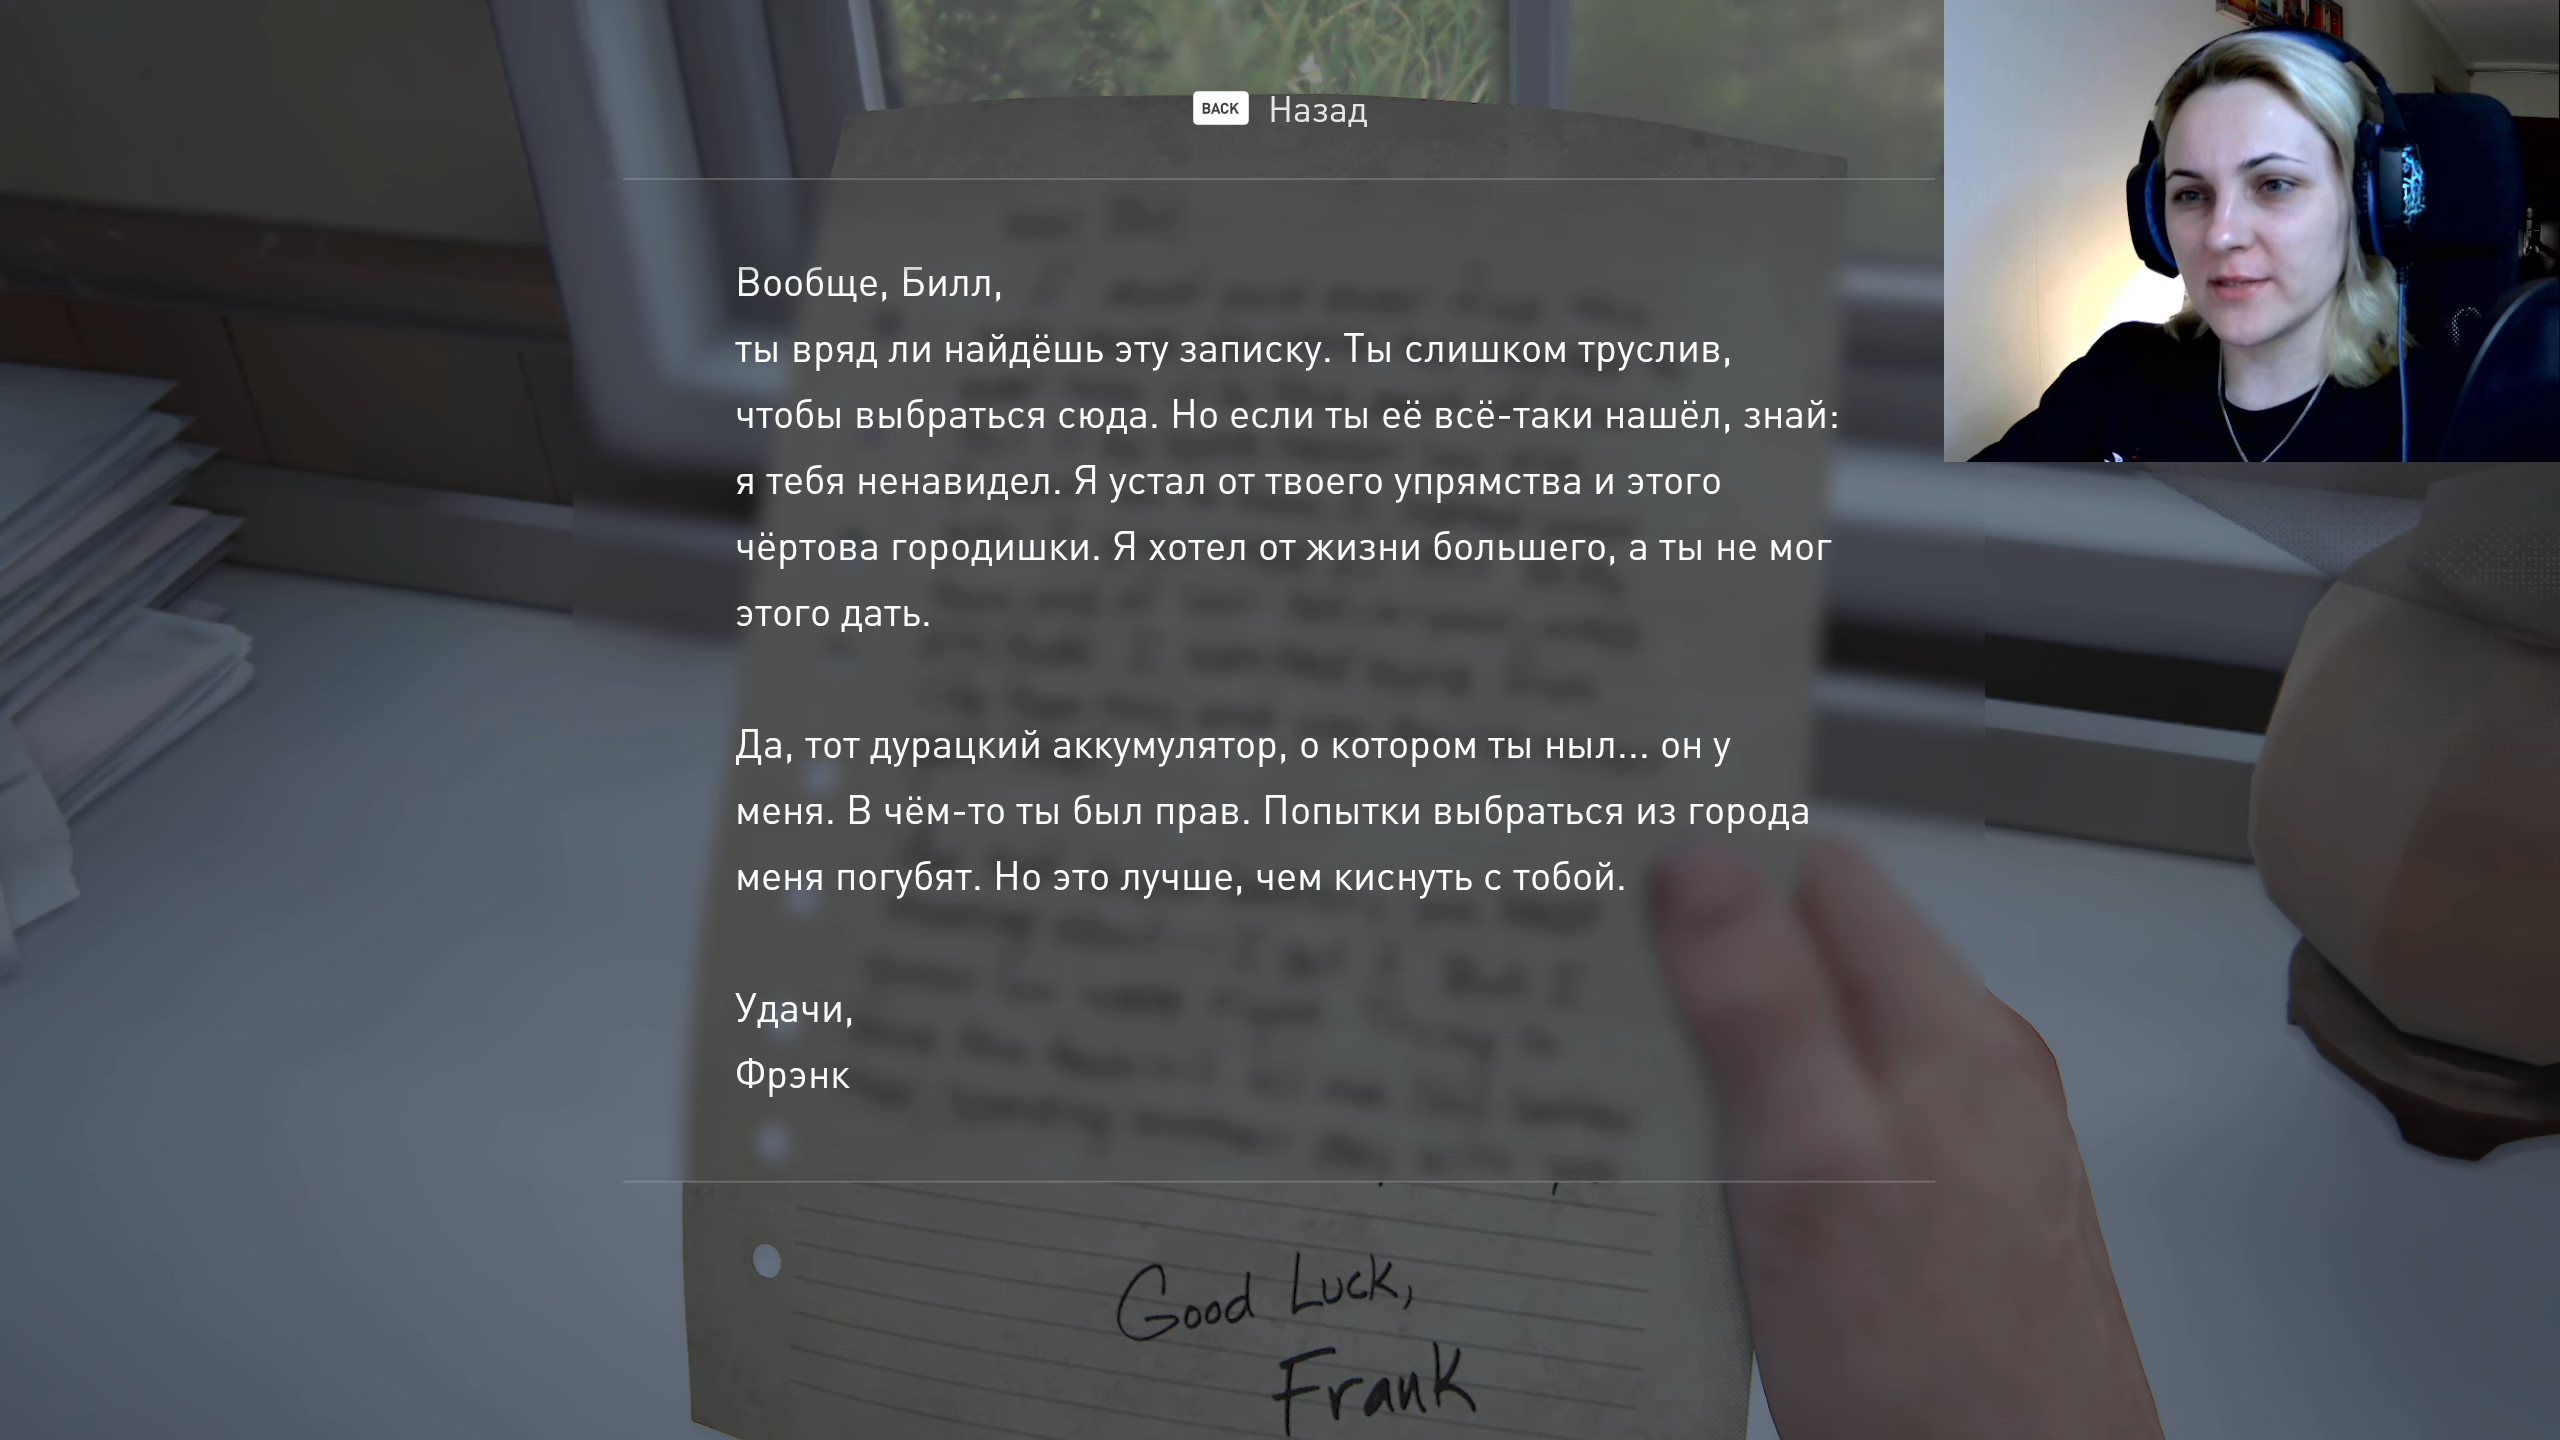 BACK Назад
Вообще, Билл,
ты вряд ли найдёшь эту записку. Ты слишком труслив,
чтобы выбраться сюда. Но если ты её всё-таки нашёл, знай:
я тебя ненавидел. Я устал от твоего упрямства и этого
чёртова городишки. Я хотел от жизни большего, а ты не мог
этого дать.
Да, тот дурацкий аккумулятор, о котором ты ныл... он у
меня. В чём-то ты был прав. Попытки выбраться из города
меня погубят. Но это лучше, чем киснуть с тобой.
Удачи,
Фрэнк
Good Luck,
Frank